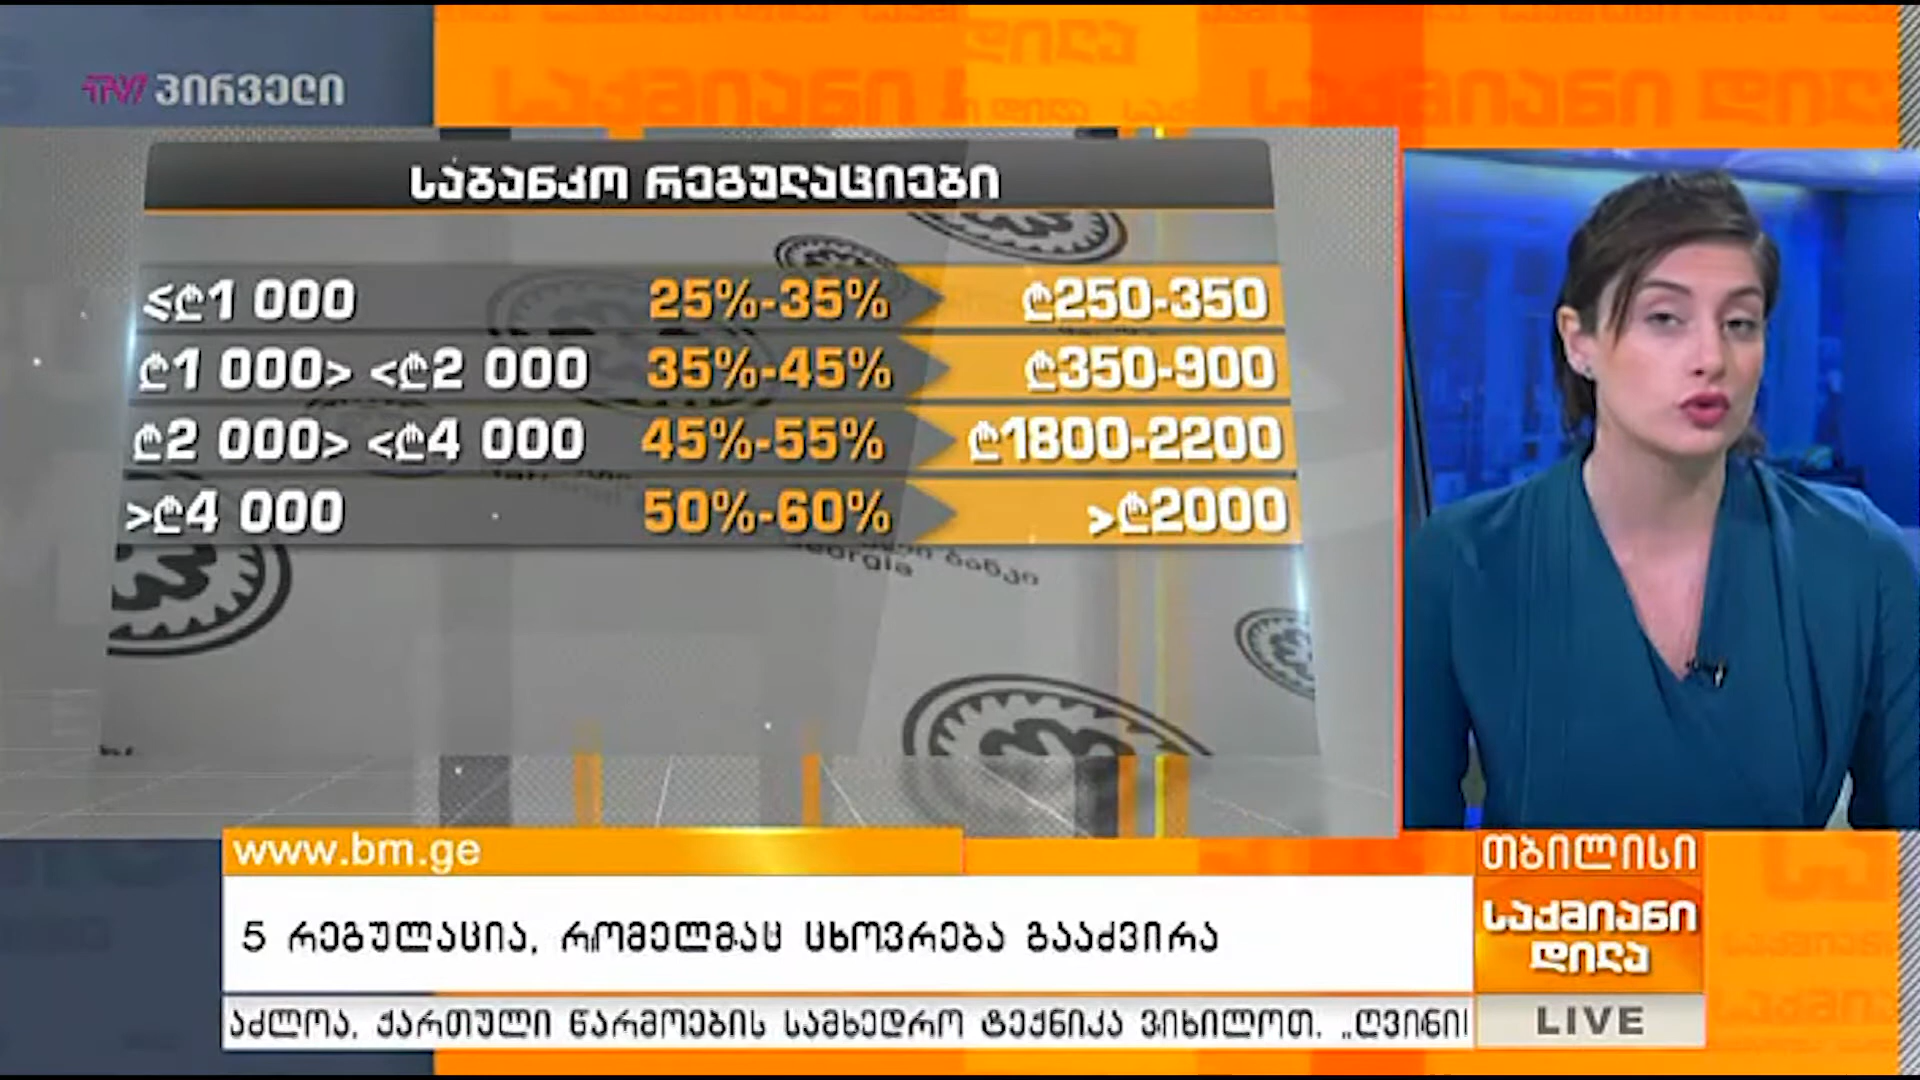 TV პირველი
საბანკო რეგულაციები
≤₾1 000 25%-35% ₾250-350
₾1 000> <₾2 000 35%-45% ₾350-900
₾2 000> <₾4 000 45%-55% ₾1800-2200
>₾4 000 50%-60% >₾2000
www.bm.ge
თბილისი
5 რეგულაცია, რომელმაც ცხოვრება გააძვირა
საქმიანი
დილა
აძლოა, ქართული წარმოების სამხედრო ტექნიკა ვიხილოთ. „ღვინი
LIVE